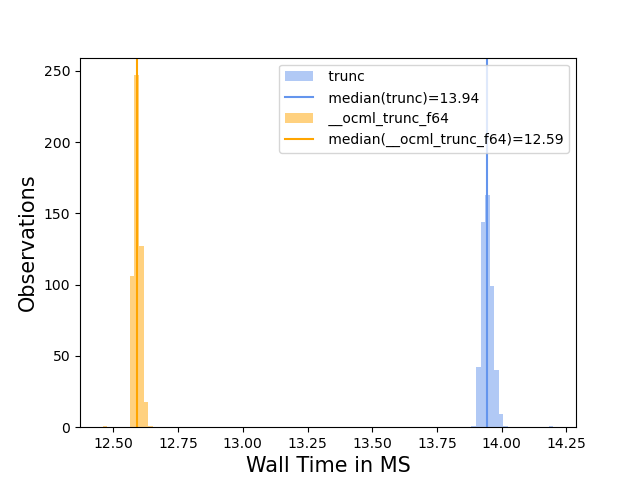 trunc
median(trunc)=13.94
__ocml_trunc_f64
median(__ocml_trunc_f64)=12.59
250
200
150
100
50
0
Observations
12.50 12.75 13.00 13.25 13.50 13.75 14.00 14.25
Wall Time in MS